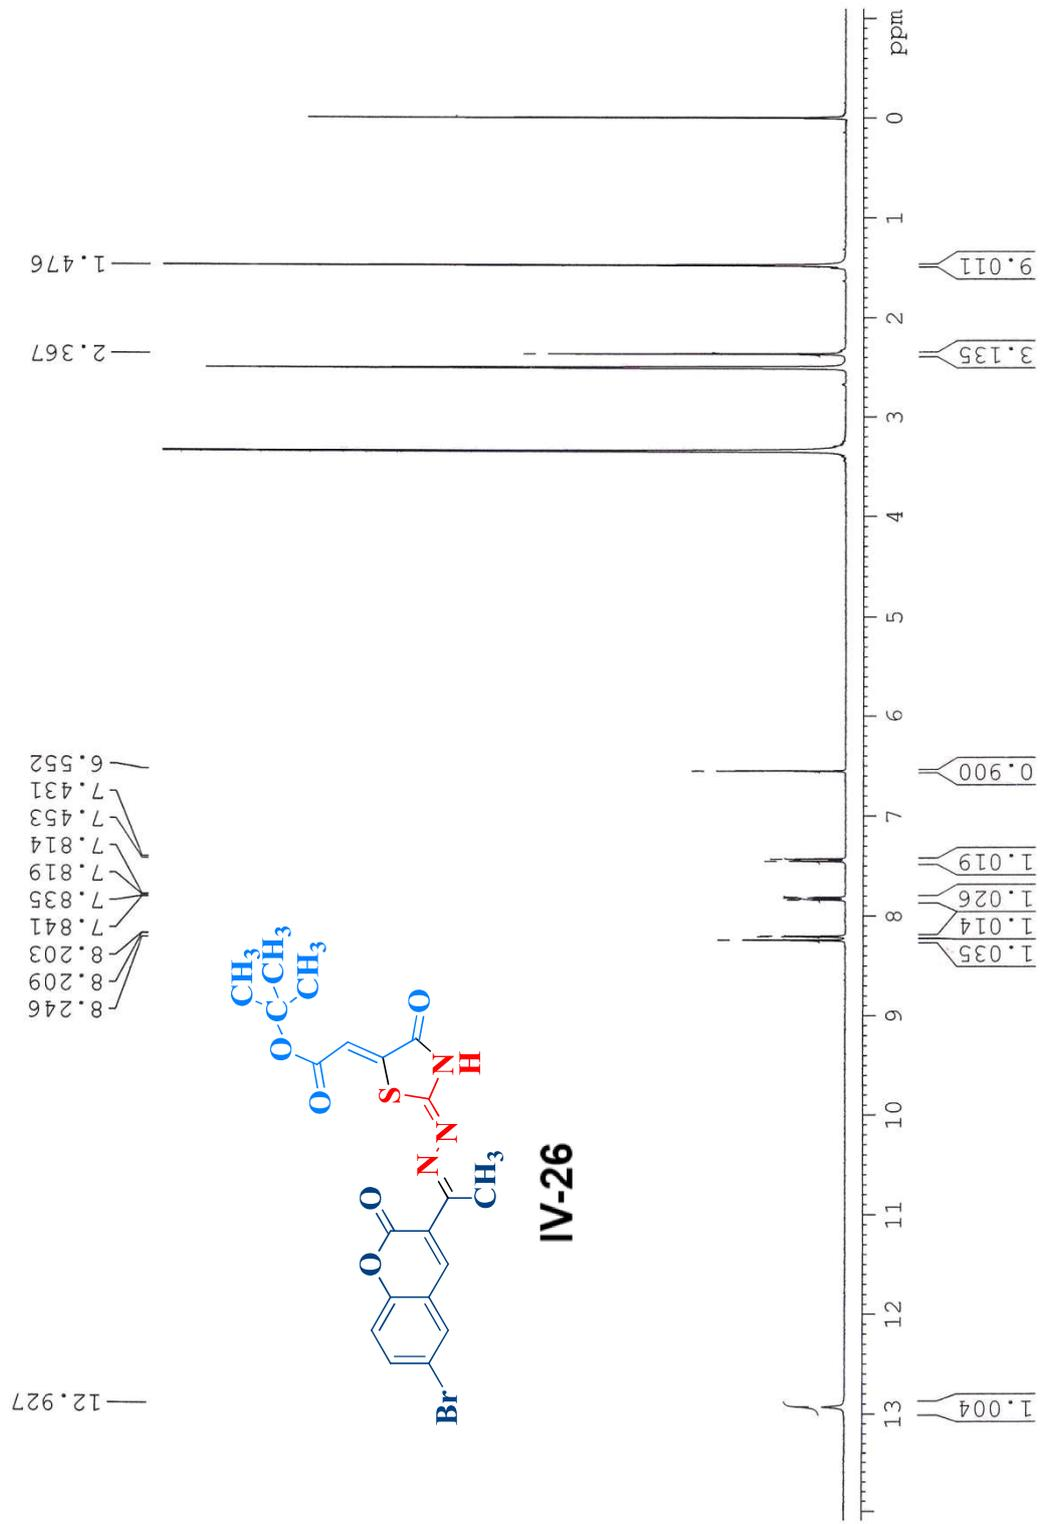 12.927
8.246
8.209
8.203
7.841
7.835
7.819
7.814
7.453
7.431
6.552
2.367
1.476
Br
O
O
CH3
N
N
S
N
H
O
O
O
C
CH3
CH3
CH3
IV-26
13
12
11
10
9
8
7
6
5
4
3
2
1
0
ppm
1.004
1.035
1.014
1.026
1.019
0.900
3.135
9.011